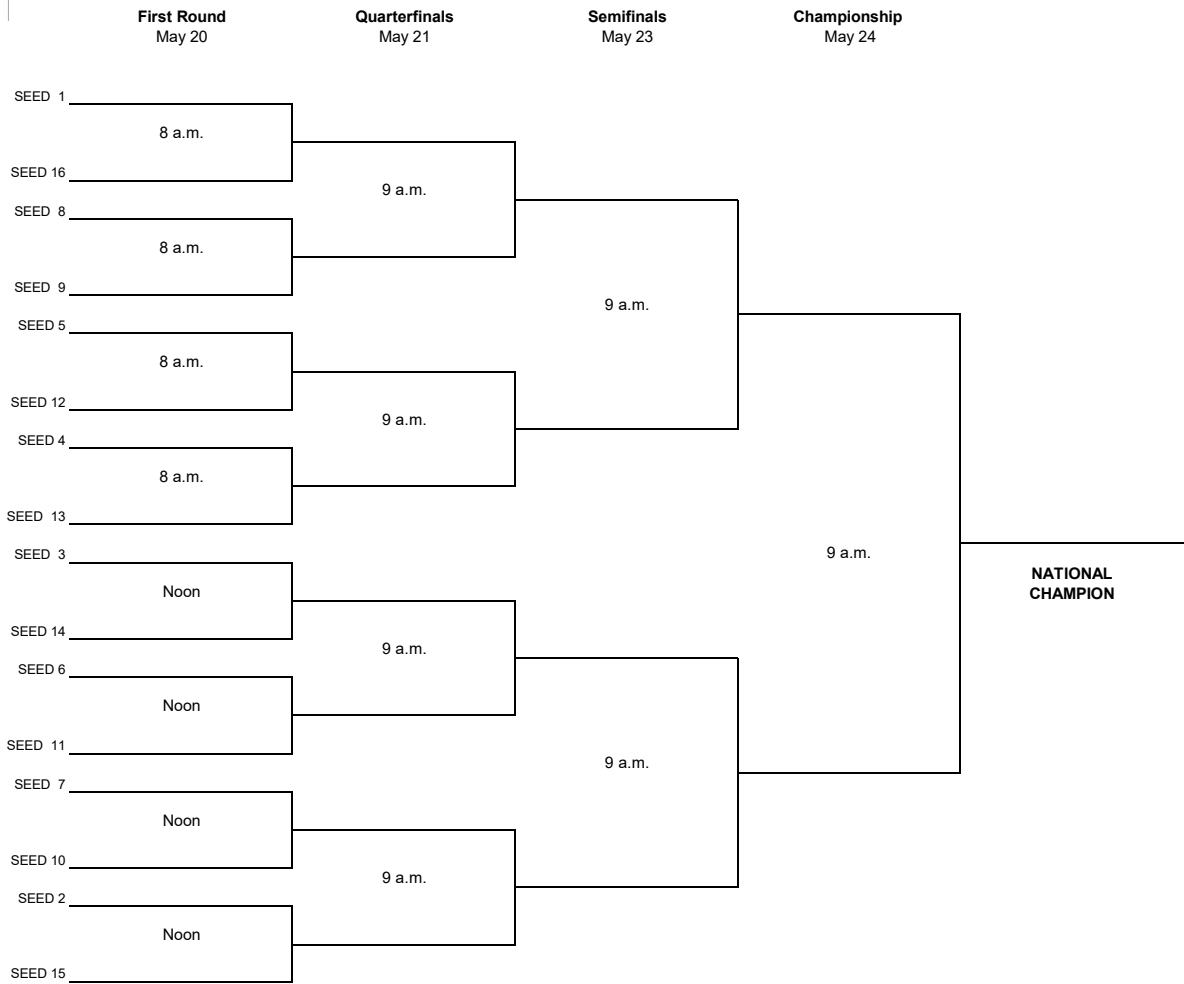 First Round Quarterfinals Semifinals Championship
May 20 May 21 May 23 May 24
SEED 1
8 a.m.
SEED 16
9 a.m.
SEED 8
8 a.m.
SEED 9
9 a.m.
SEED 5
8 a.m.
SEED 12
9 a.m.
SEED 4
8 a.m.
SEED 13
SEED 3
9 a.m.
NATIONAL
CHAMPION
Noon
SEED 14
9 a.m.
SEED 6
Noon
SEED 11
9 a.m.
SEED 7
Noon
SEED 10
9 a.m.
SEED 2
Noon
SEED 15